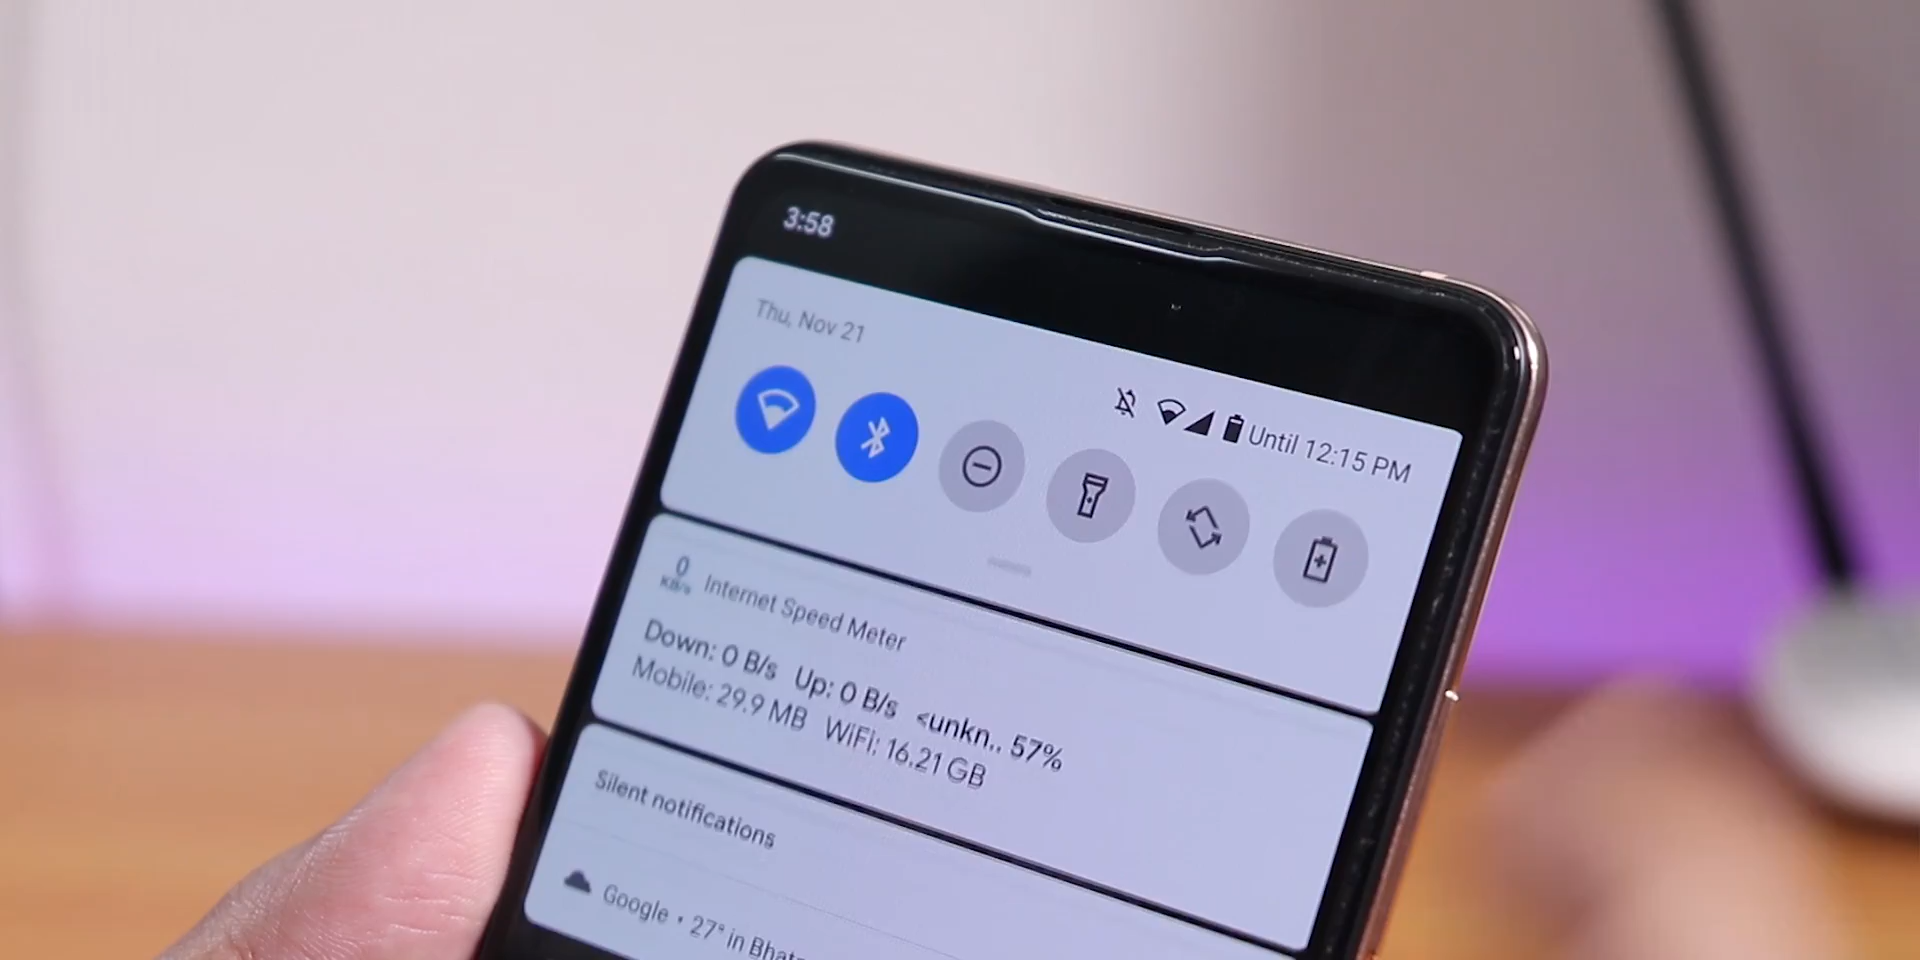 3:58
Thu, Nov 21
Until 12:15 PM
0
KB/s
Internet Speed Meter
Down: 0 B/s Up: 0 B/s <unkn.. 57%
Mobile: 29.9 MB WiFi: 16.21 GB
Silent notifications
Google • 27° in Bhat